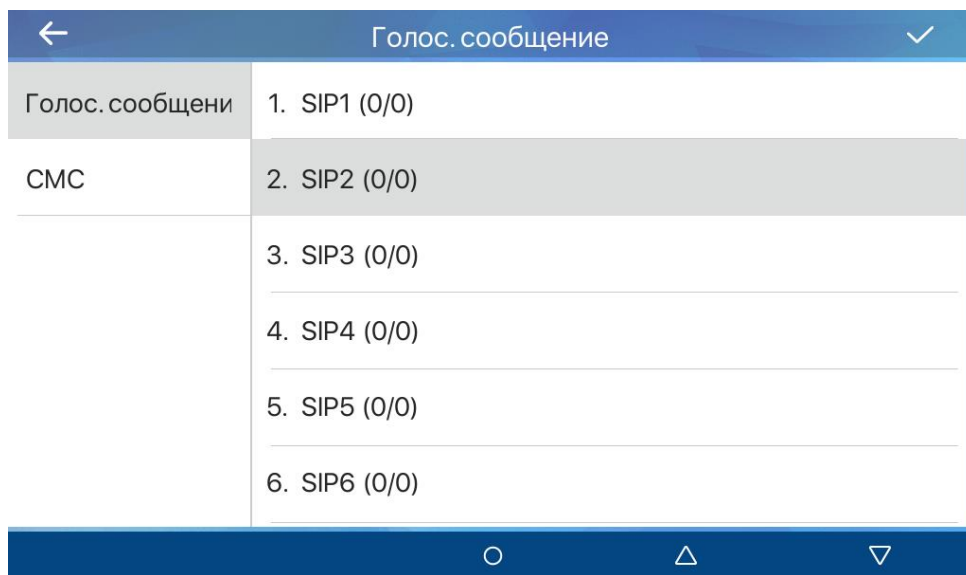 Голос. сообщение
Голос. сообщени
СМС
1. SIP1 (0/0)
2. SIP2 (0/0)
3. SIP3 (0/0)
4. SIP4 (0/0)
5. SIP5 (0/0)
6. SIP6 (0/0)